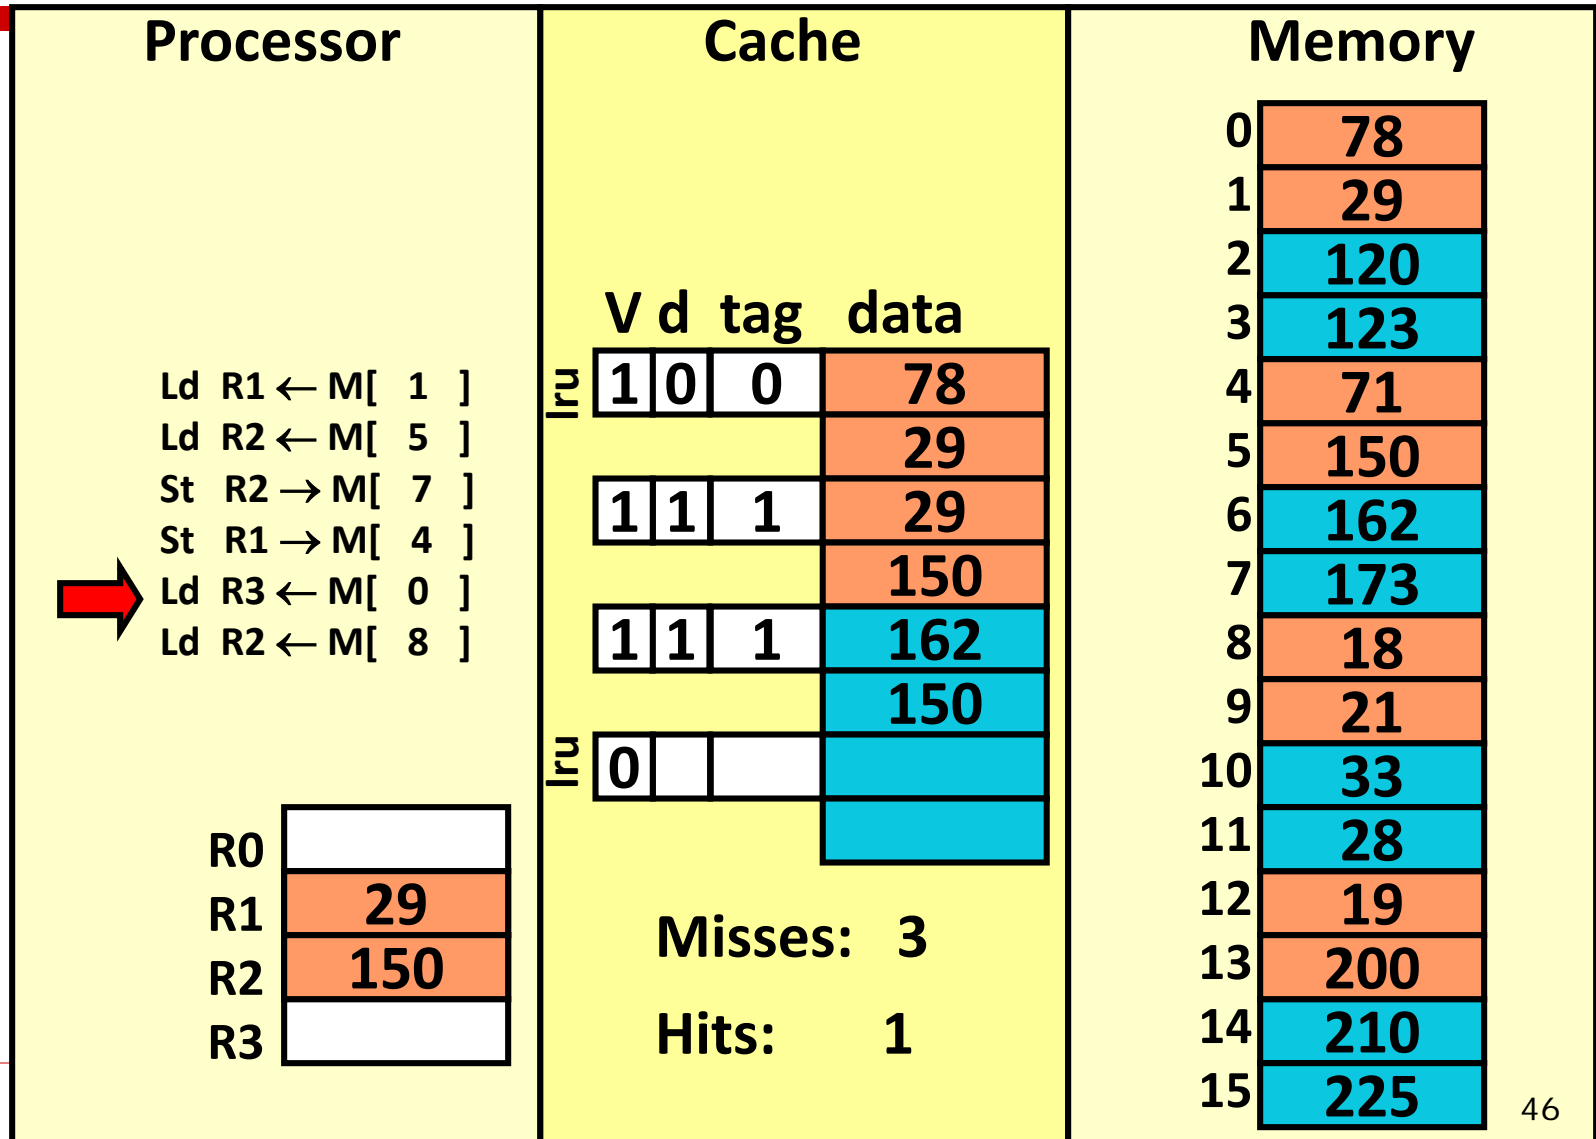 Processor
Ld R1 ← M[ 1 ]
Ld R2 ← M[ 5 ]
St R2 → M[ 7 ]
St R1 → M[ 4 ]
Ld R3 ← M[ 0 ]
Ld R2 ← M[ 8 ]
R0
R1 29
R2 150
R3
Cache
V d tag data
lru 1 0 0 78
29
1 1 1 29
150
1 1 1 162
150
lru 0
Misses: 3
Hits: 1
Memory
0 78
1 29
2 120
3 123
4 71
5 150
6 162
7 173
8 18
9 21
10 33
11 28
12 19
13 200
14 210
15 225
46